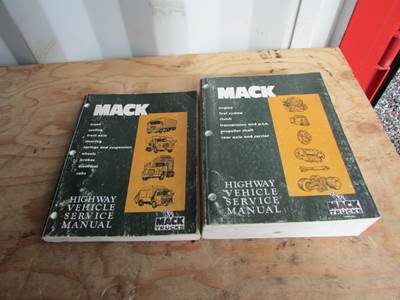 MACK
frame
cooling
front axle
steering
springs and suspension
wheels
brakes
electrical
cabs
HIGHWAY
VEHICLE
SERVICE
MANUAL
MACK
TRUCKS
MACK
engine
fuel system
clutch
transmission and p.t.o.
propeller shaft
rear axle and carrier
HIGHWAY
VEHICLE
SERVICE
MANUAL
MACK
TRUCKS